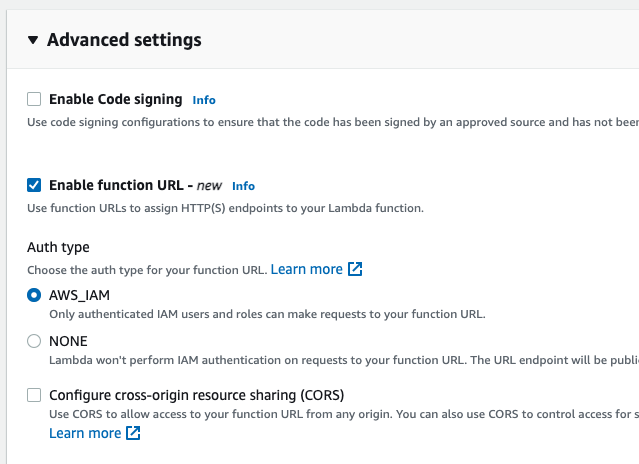 Advanced settings
Enable Code signing Info
Use code signing configurations to ensure that the code has been signed by an approved source and has not been
Enable function URL - new Info
Use function URLs to assign HTTP(S) endpoints to your Lambda function.
Auth type
Choose the auth type for your function URL. Learn more
AWS_IAM
Only authenticated IAM users and roles can make requests to your function URL.
NONE
Lambda won't perform IAM authentication on requests to your function URL. The URL endpoint will be
Configure cross-origin resource sharing (CORS)
Use CORS to allow access to your function URL from any origin. You can also use CORS to control access for
Learn more